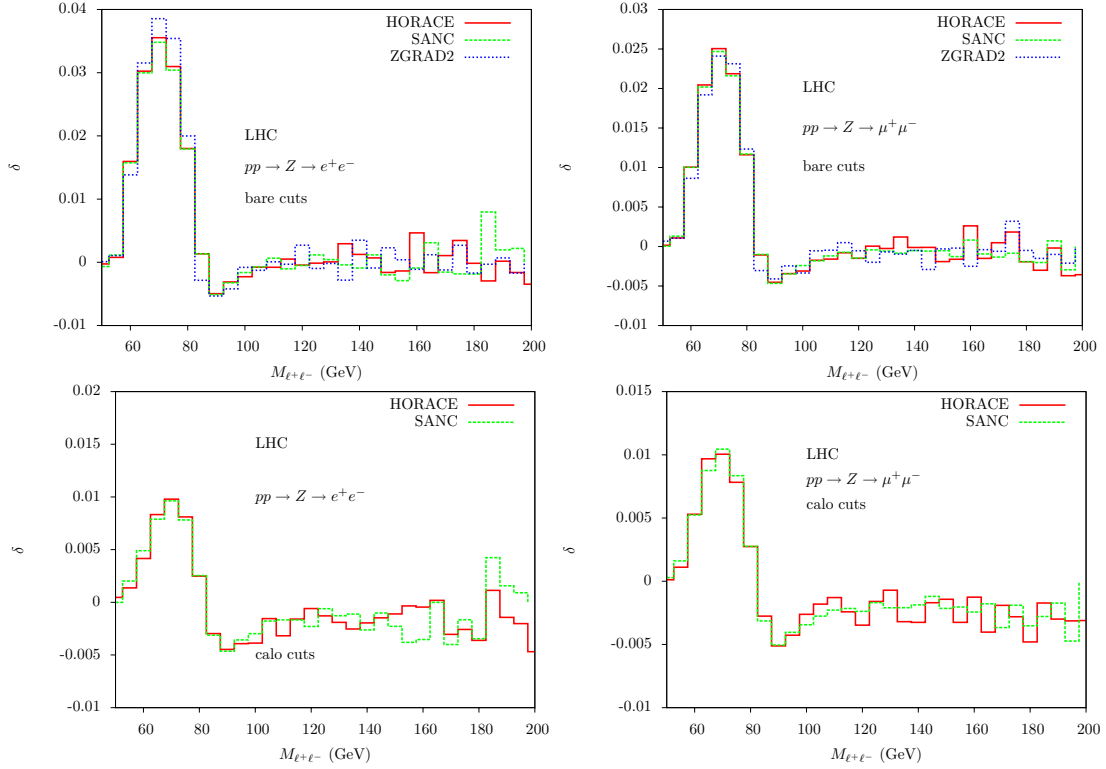 0.04
0.03
0.02
0.01
0
-0.01
δ
HORACE
SANC
ZGRAD2
LHC
pp → Z → e⁺e⁻
bare cuts
60 80 100 120 140 160 180 200
M_{ℓ⁺ℓ⁻} (GeV)
0.03
0.025
0.02
0.015
0.01
0.005
0
-0.005
-0.01
δ
HORACE
SANC
ZGRAD2
LHC
pp → Z → μ⁺μ⁻
bare cuts
60 80 100 120 140 160 180 200
M_{ℓ⁺ℓ⁻} (GeV)
0.02
0.015
0.01
0.005
0
-0.005
-0.01
δ
HORACE
SANC
LHC
pp → Z → e⁺e⁻
calo cuts
60 80 100 120 140 160 180 200
M_{ℓ⁺ℓ⁻} (GeV)
0.015
0.01
0.005
0
-0.005
-0.01
δ
HORACE
SANC
LHC
pp → Z → μ⁺μ⁻
calo cuts
60 80 100 120 140 160 180 200
M_{ℓ⁺ℓ⁻} (GeV)